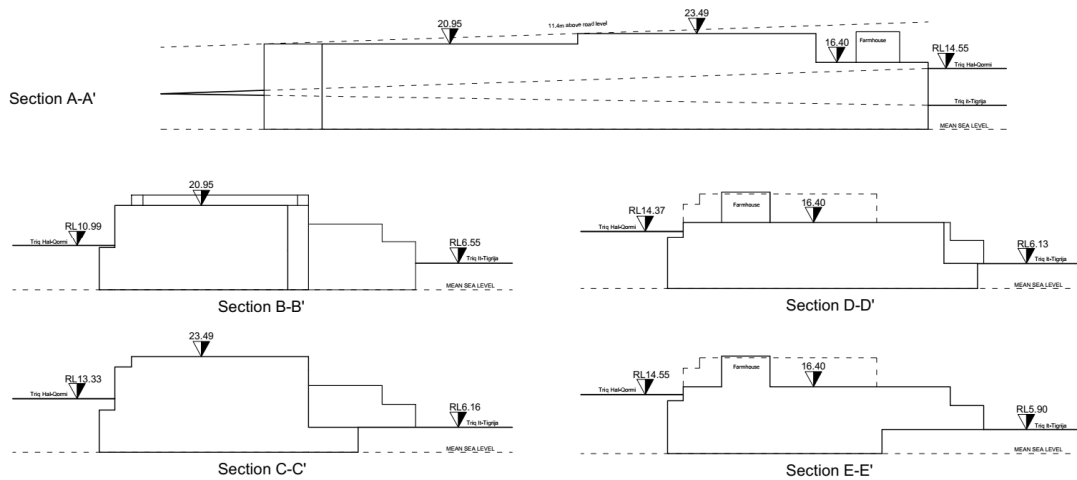 20.95
11.4m above road level
23.49
16.40
Farmhouse
RL14.55
Triq Hal-Qormi
Triq It-Tigrija
MEAN SEA LEVEL
Section A-A'
20.95
RL10.99
Triq Hal-Qormi
RL6.55
Triq It-Tigrija
MEAN SEA LEVEL
Section B-B'
RL14.37
Triq Hal-Qormi
Farmhouse
16.40
RL6.13
Triq It-Tigrija
MEAN SEA LEVEL
Section D-D'
23.49
RL13.33
Triq Hal-Qormi
RL6.16
Triq It-Tigrija
MEAN SEA LEVEL
Section C-C'
RL14.55
Triq Hal-Qormi
Farmhouse
16.40
RL5.90
Triq It-Tigrija
MEAN SEA LEVEL
Section E-E'